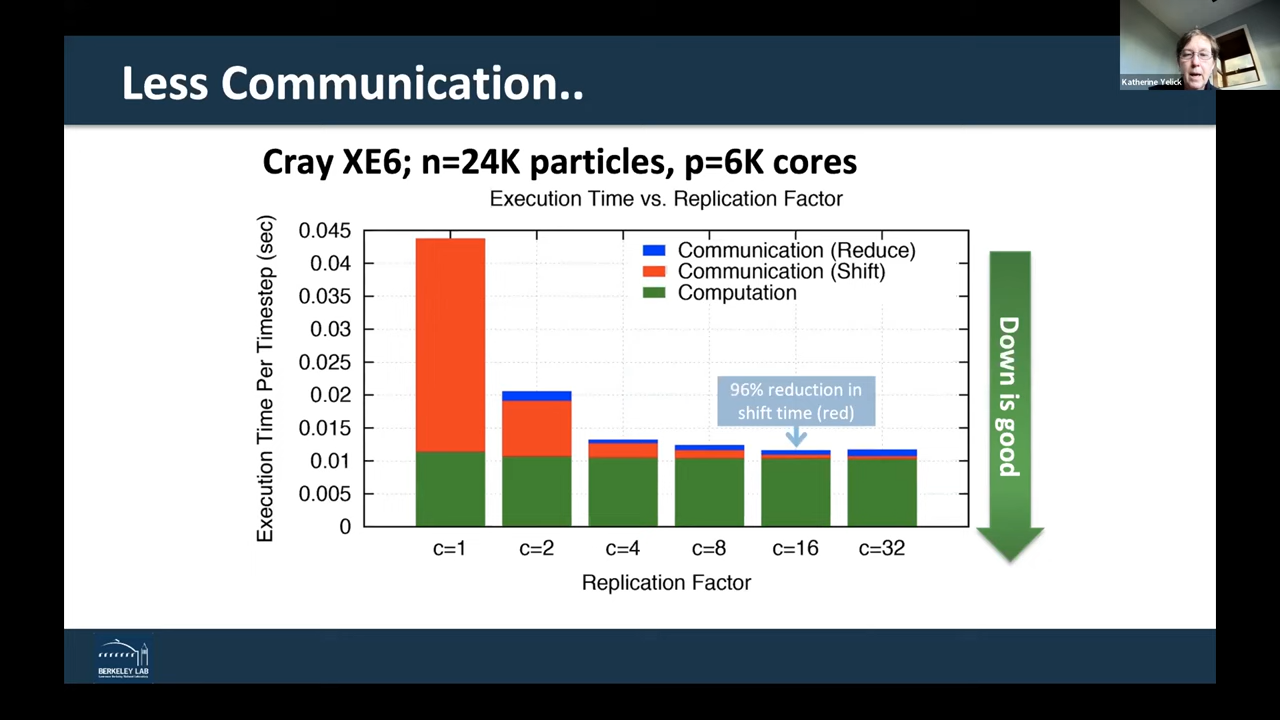 Less Communication..
Katherine Yelick
Cray XE6; n=24K particles, p=6K cores
Execution Time vs. Replication Factor
Execution Time Per Timestep (sec)
0.045
0.04
0.035
0.03
0.025
0.02
0.015
0.01
0.005
0
Communication (Reduce)
Communication (Shift)
Computation
96% reduction in
shift time (red)
Down is good
c=1 c=2 c=4 c=8 c=16 c=32
Replication Factor
BERKELEY LAB